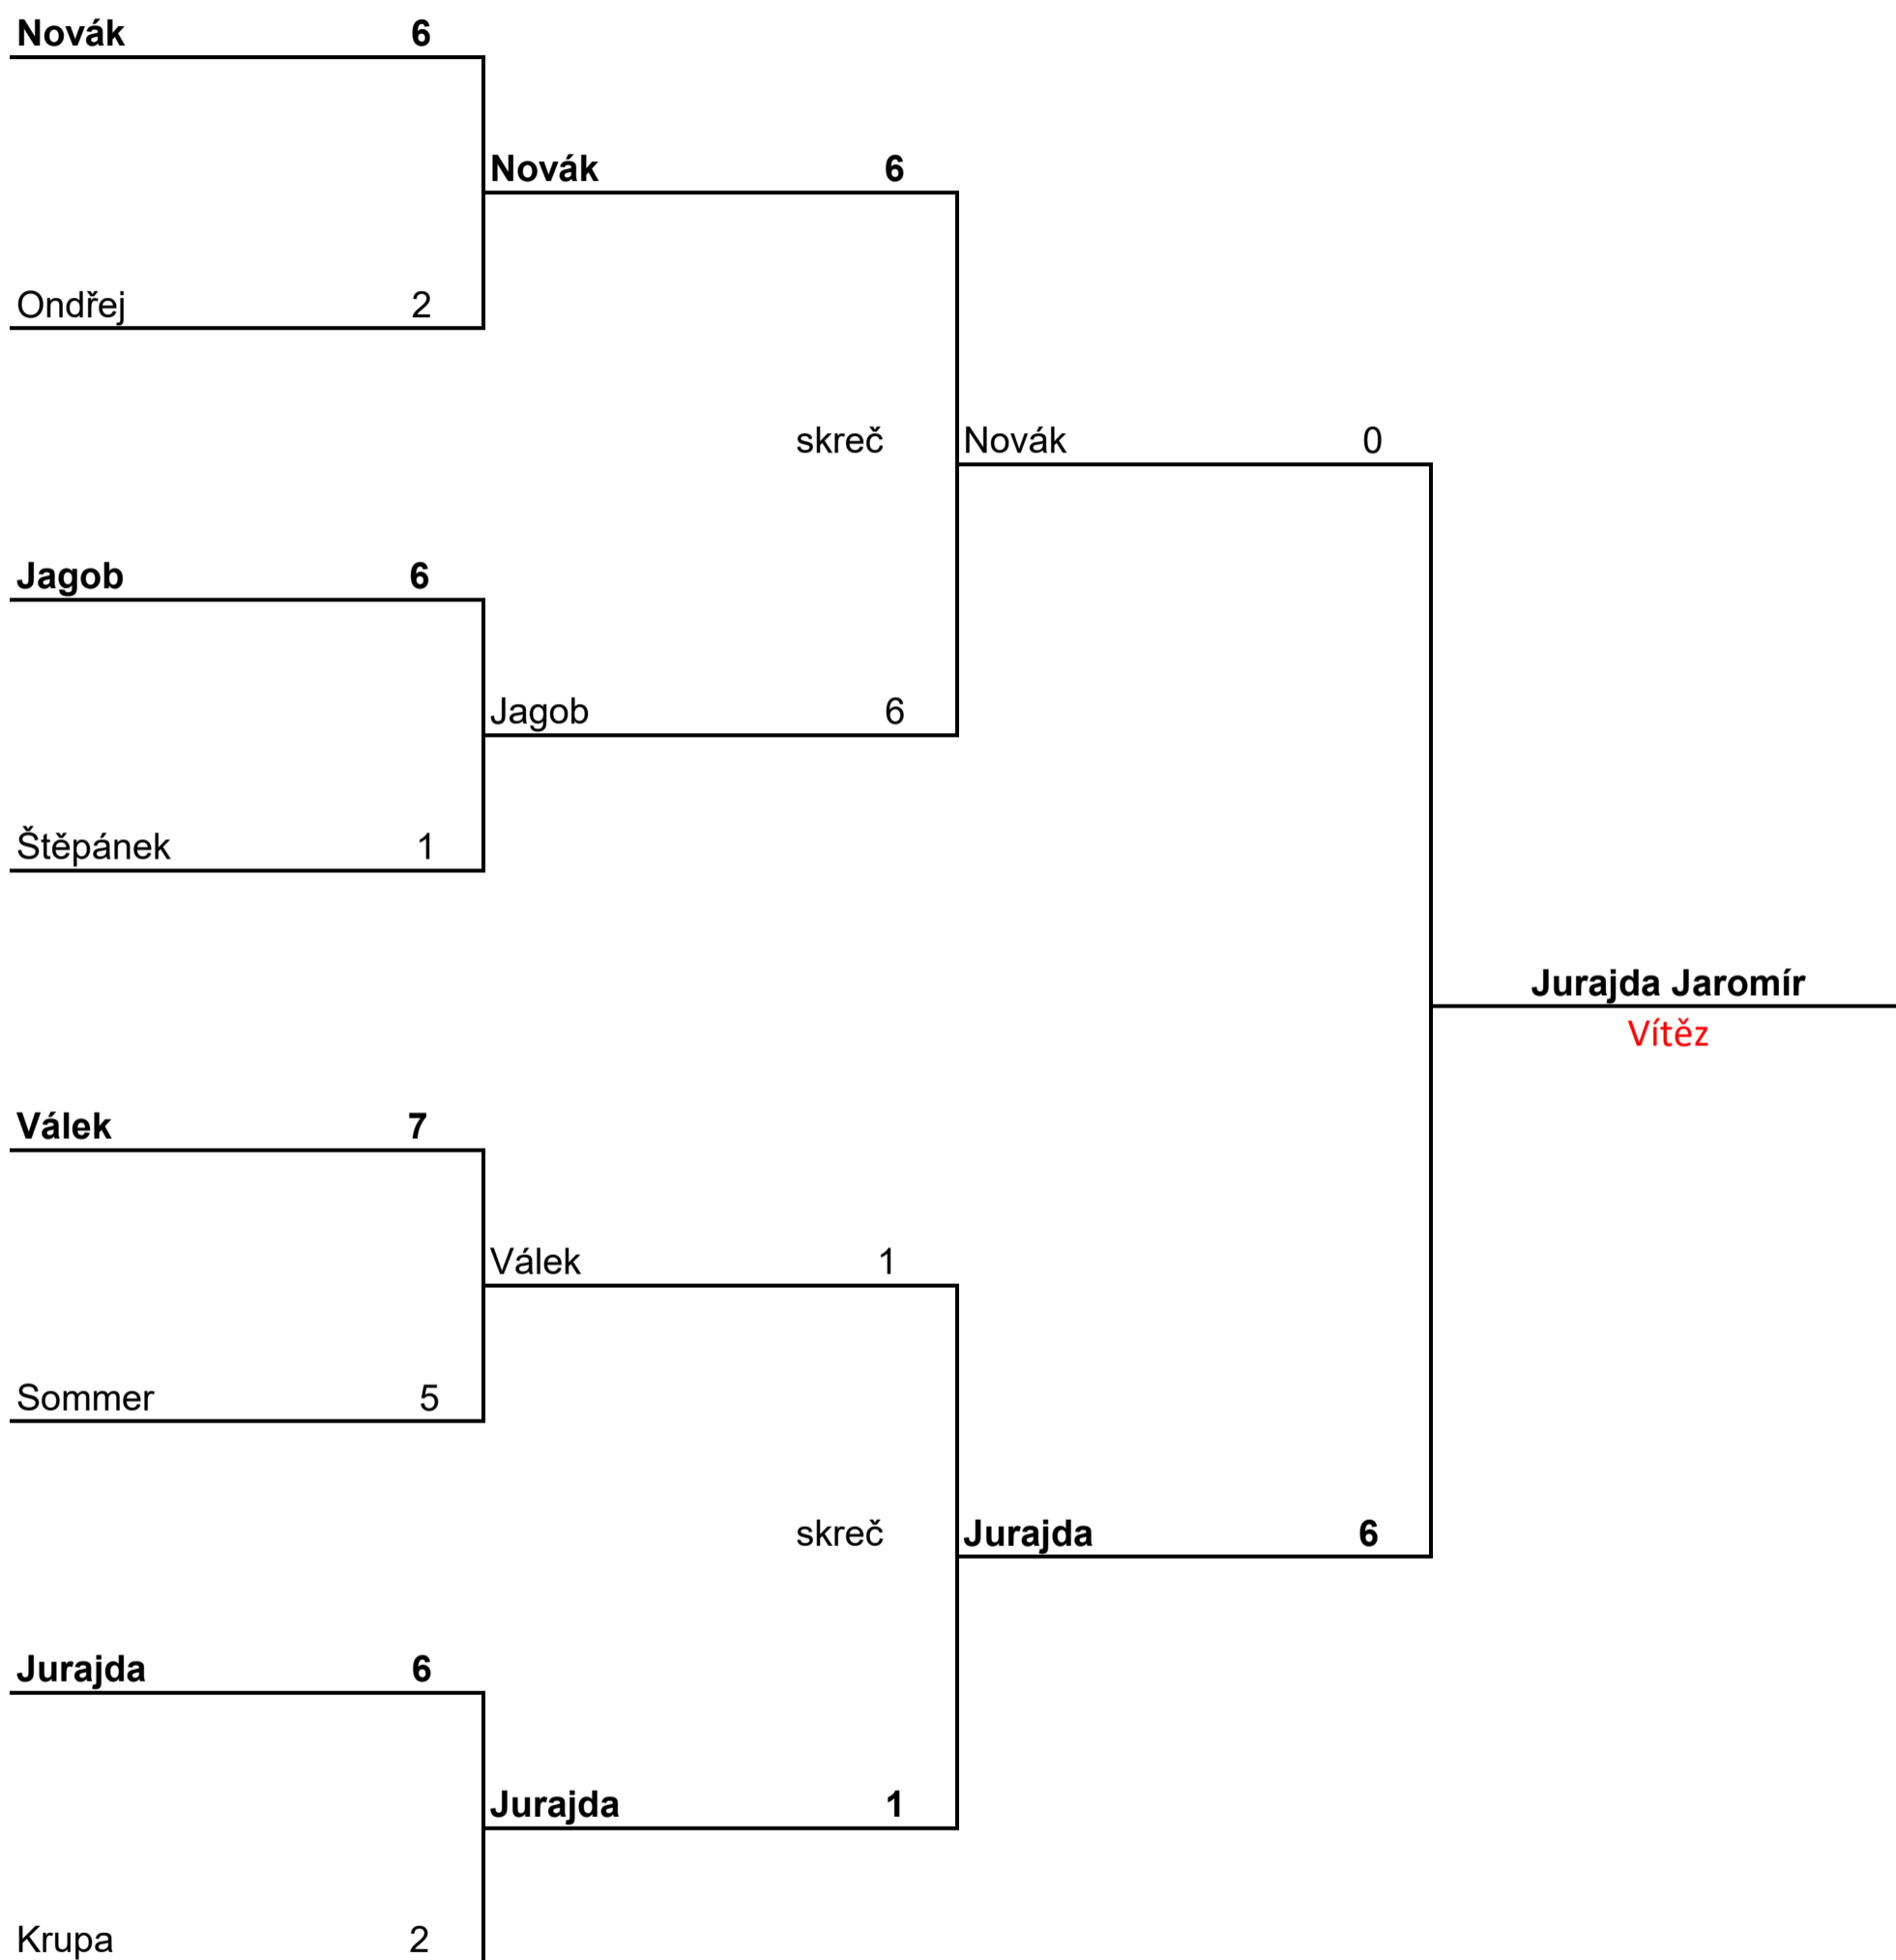 Novák 6
Novák 6
Ondřej 2
skreč Novák 0
Jagob 6
Jagob 6
Štěpánek 1
Jurajda Jaromír
Vítěz
Válek 7
Válek 1
Sommer 5
skreč Jurajda 6
Jurajda 6
Jurajda 1
Krupa 2